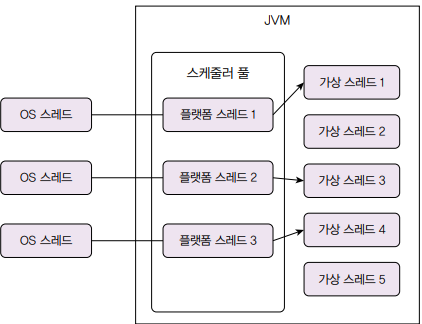 JVM
스케줄러 풀
OS 스레드
플랫폼 스레드 1
가상 스레드 1
가상 스레드 2
OS 스레드
플랫폼 스레드 2
가상 스레드 3
OS 스레드
플랫폼 스레드 3
가상 스레드 4
가상 스레드 5